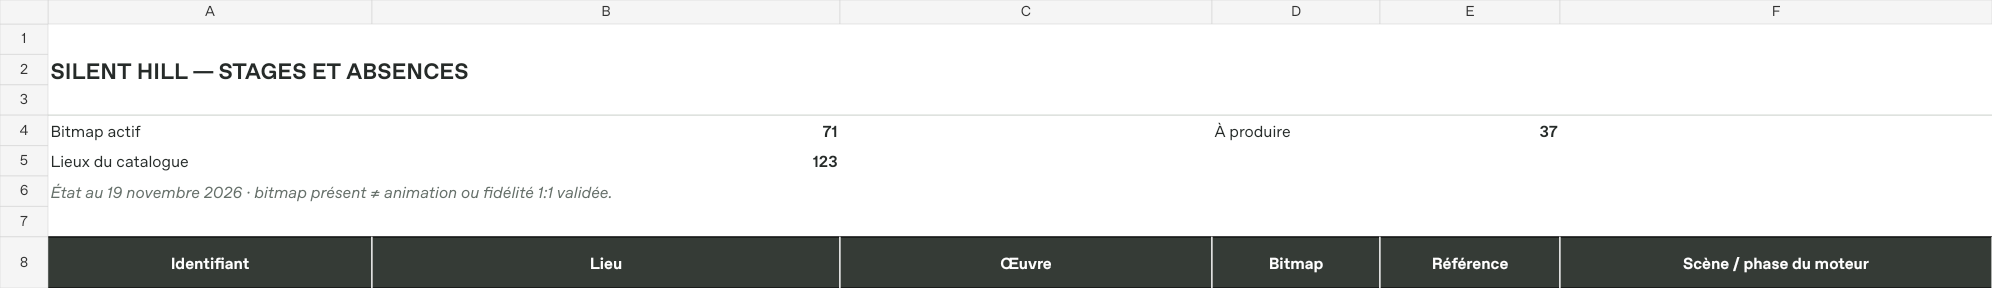 A B C D E F
1
2 SILENT HILL — STAGES ET ABSENCES
3
4 Bitmap actif 71 À produire 37
5 Lieux du catalogue 123
6 État au 19 novembre 2026 · bitmap présent ≠ animation ou fidélité 1:1 validée.
7
8 Identifiant Lieu Œuvre Bitmap Référence Scène / phase du moteur